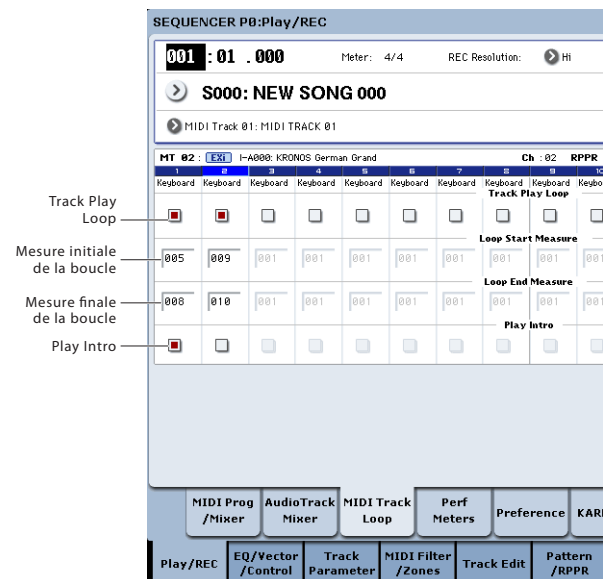 SEQUENCER P0:Play/REC
001 : 01 . 000 Meter: 4/4 REC Resolution: Hi
S000: NEW SONG 000
MIDI Track 01: MIDI TRACK 01
MT 02 : EXi I-A000: KRONOS German Grand Ch : 02 RPPR
1 2 3 4 5 6 7 8 9 10
Keyboard Keyboard Keyboard Keyboard Keyboard Keyboard Keyboard Keyboard Keyboard Keybo
Track Play Loop
Track Play
Loop
Loop Start Measure
Mesure initiale
de la boucle
005 009 001 001 001 001 001 001 001 001
Loop End Measure
Mesure finale
de la boucle
008 010 001 001 001 001 001 001 001 001
Play Intro
Play Intro
MIDI Prog
/Mixer
AudioTrack
Mixer
MIDI Track
Loop
Perf
Meters
Preference
KAR
Play/REC
EQ/Vector
/Control
Track
Parameter
MIDI Filter
/Zones
Track Edit
Pattern
/RPPR